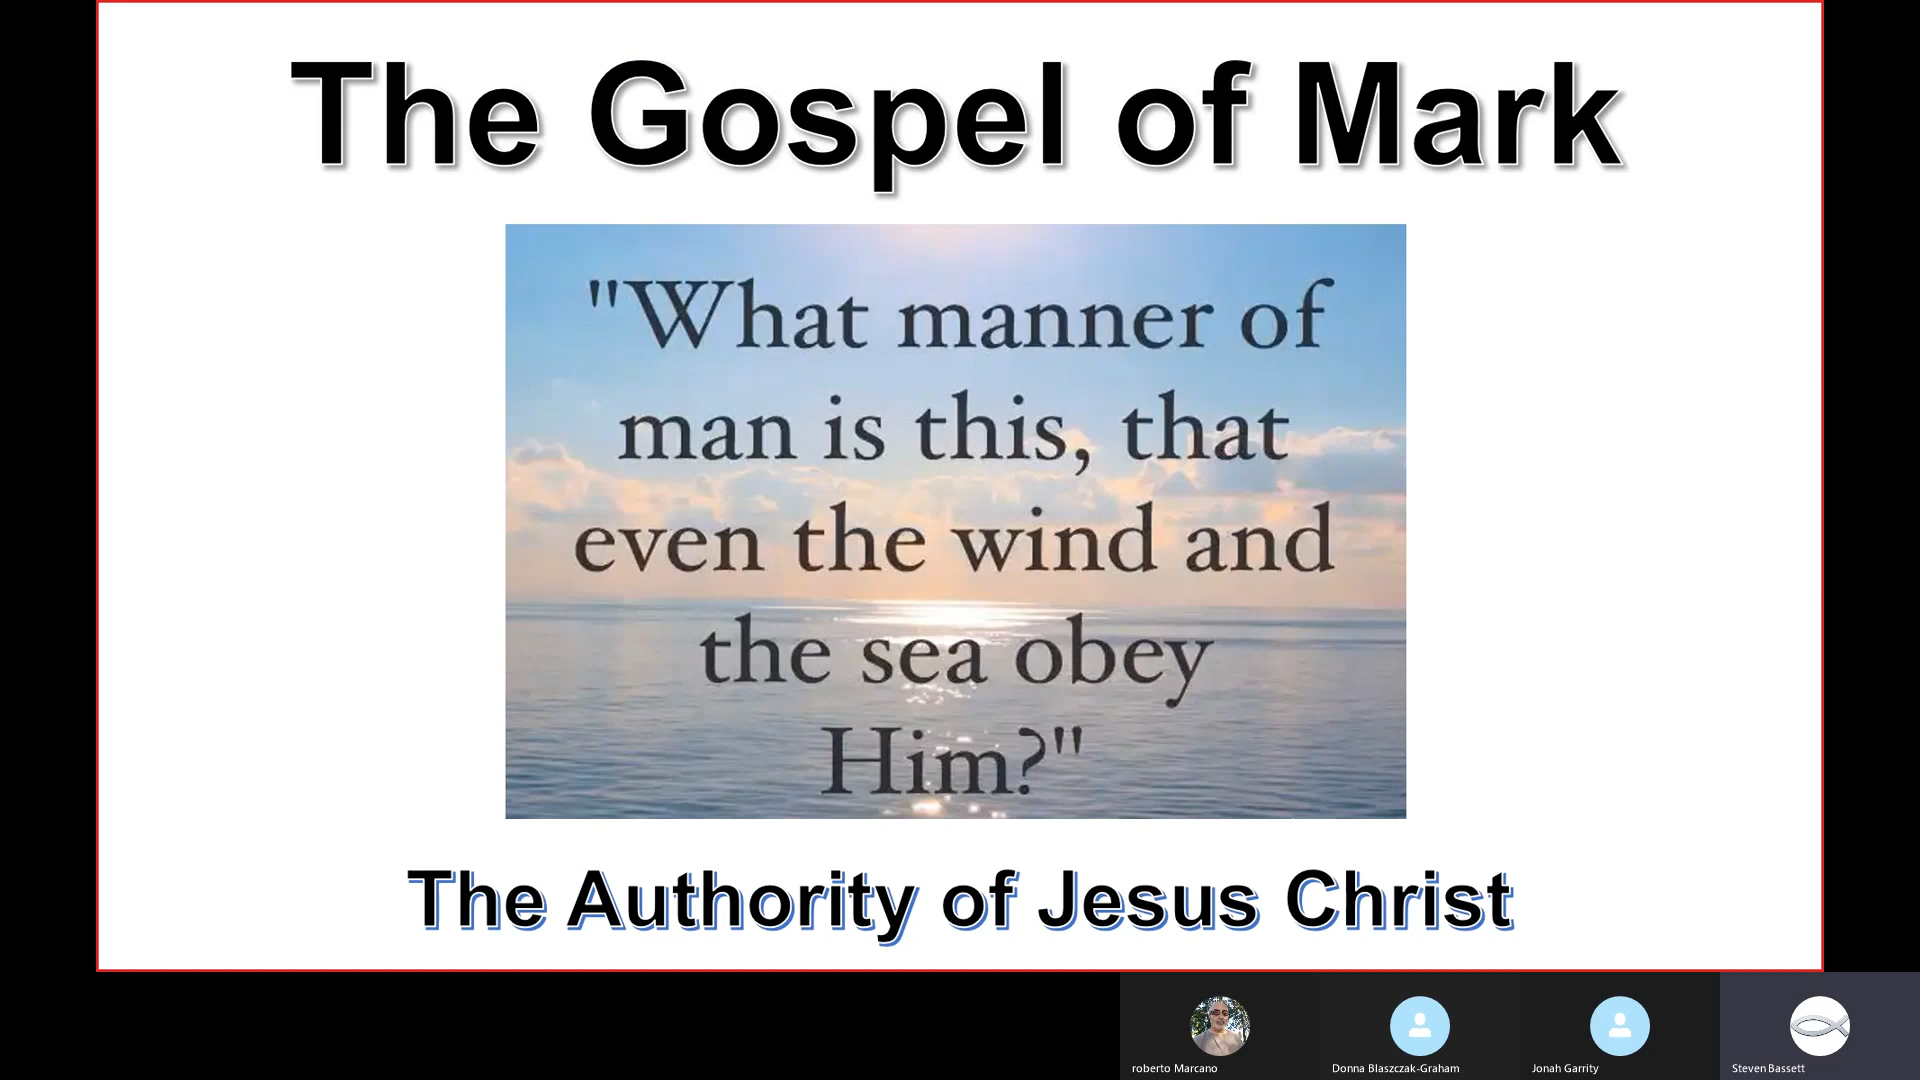 The Gospel of Mark
"What manner of
man is this, that
even the wind and
the sea obey
Him?"
The Authority of Jesus Christ
roberto Marcano
Donna Blaszczak-Graham
Jonah Garrity
Steven Bassett